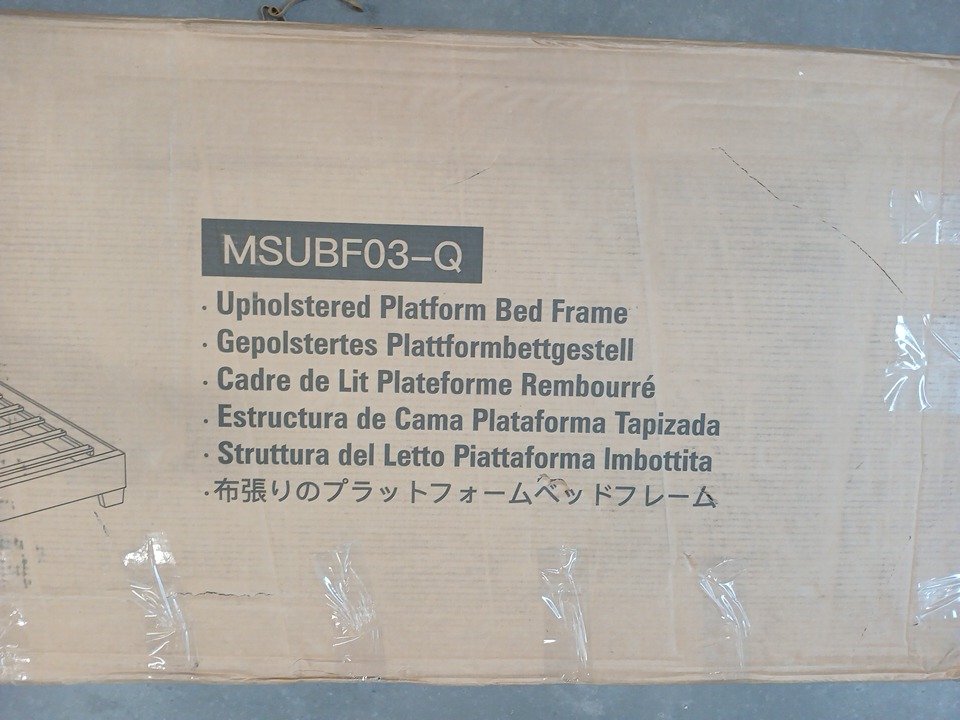 MSUBF03-Q
· Upholstered Platform Bed Frame
· Gepolstertes Plattformbettgestell
· Cadre de Lit Plateforme Rembourré
· Estructura de Cama Plataforma Tapizada
· Struttura del Letto Piattaforma Imbottita
· 布張りのプラットフォームベッドフレーム